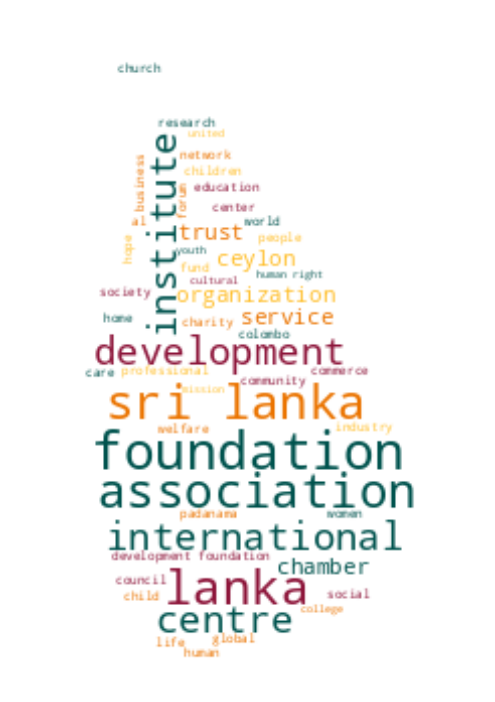 church
research
united
institute
business
network
children
forum
education
al
center
world
trust
people
hope
youth
ceylon
fund
human right
cultural
society
organization
home
charity
service
colombo
development
care
professional
commerce
community
mission
sri lanka
welfare
industry
foundation
association
padanama
women
international
development foundation
chamber
council
lanka
child
social
college
centre
life
global
human